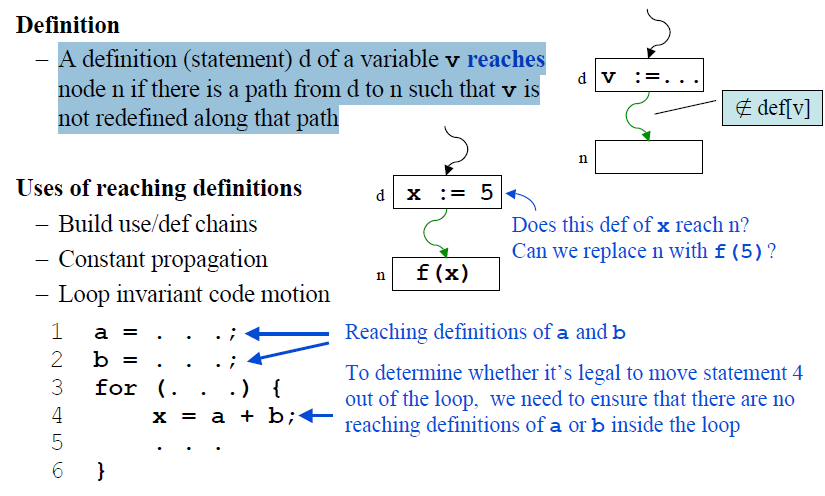 Definition
– A definition (statement) d of a variable v reaches
node n if there is a path from d to n such that v is
not redefined along that path
d v :=...
∉ def[v]
n
Uses of reaching definitions
– Build use/def chains
– Constant propagation
– Loop invariant code motion
d x := 5
n f(x)
Does this def of x reach n?
Can we replace n with f(5)?
1 a = . . .;
2 b = . . .;
3 for (. . .) {
4 x = a + b;
5 . . .
6 }
Reaching definitions of a and b
To determine whether it’s legal to move statement 4
out of the loop, we need to ensure that there are no
reaching definitions of a or b inside the loop